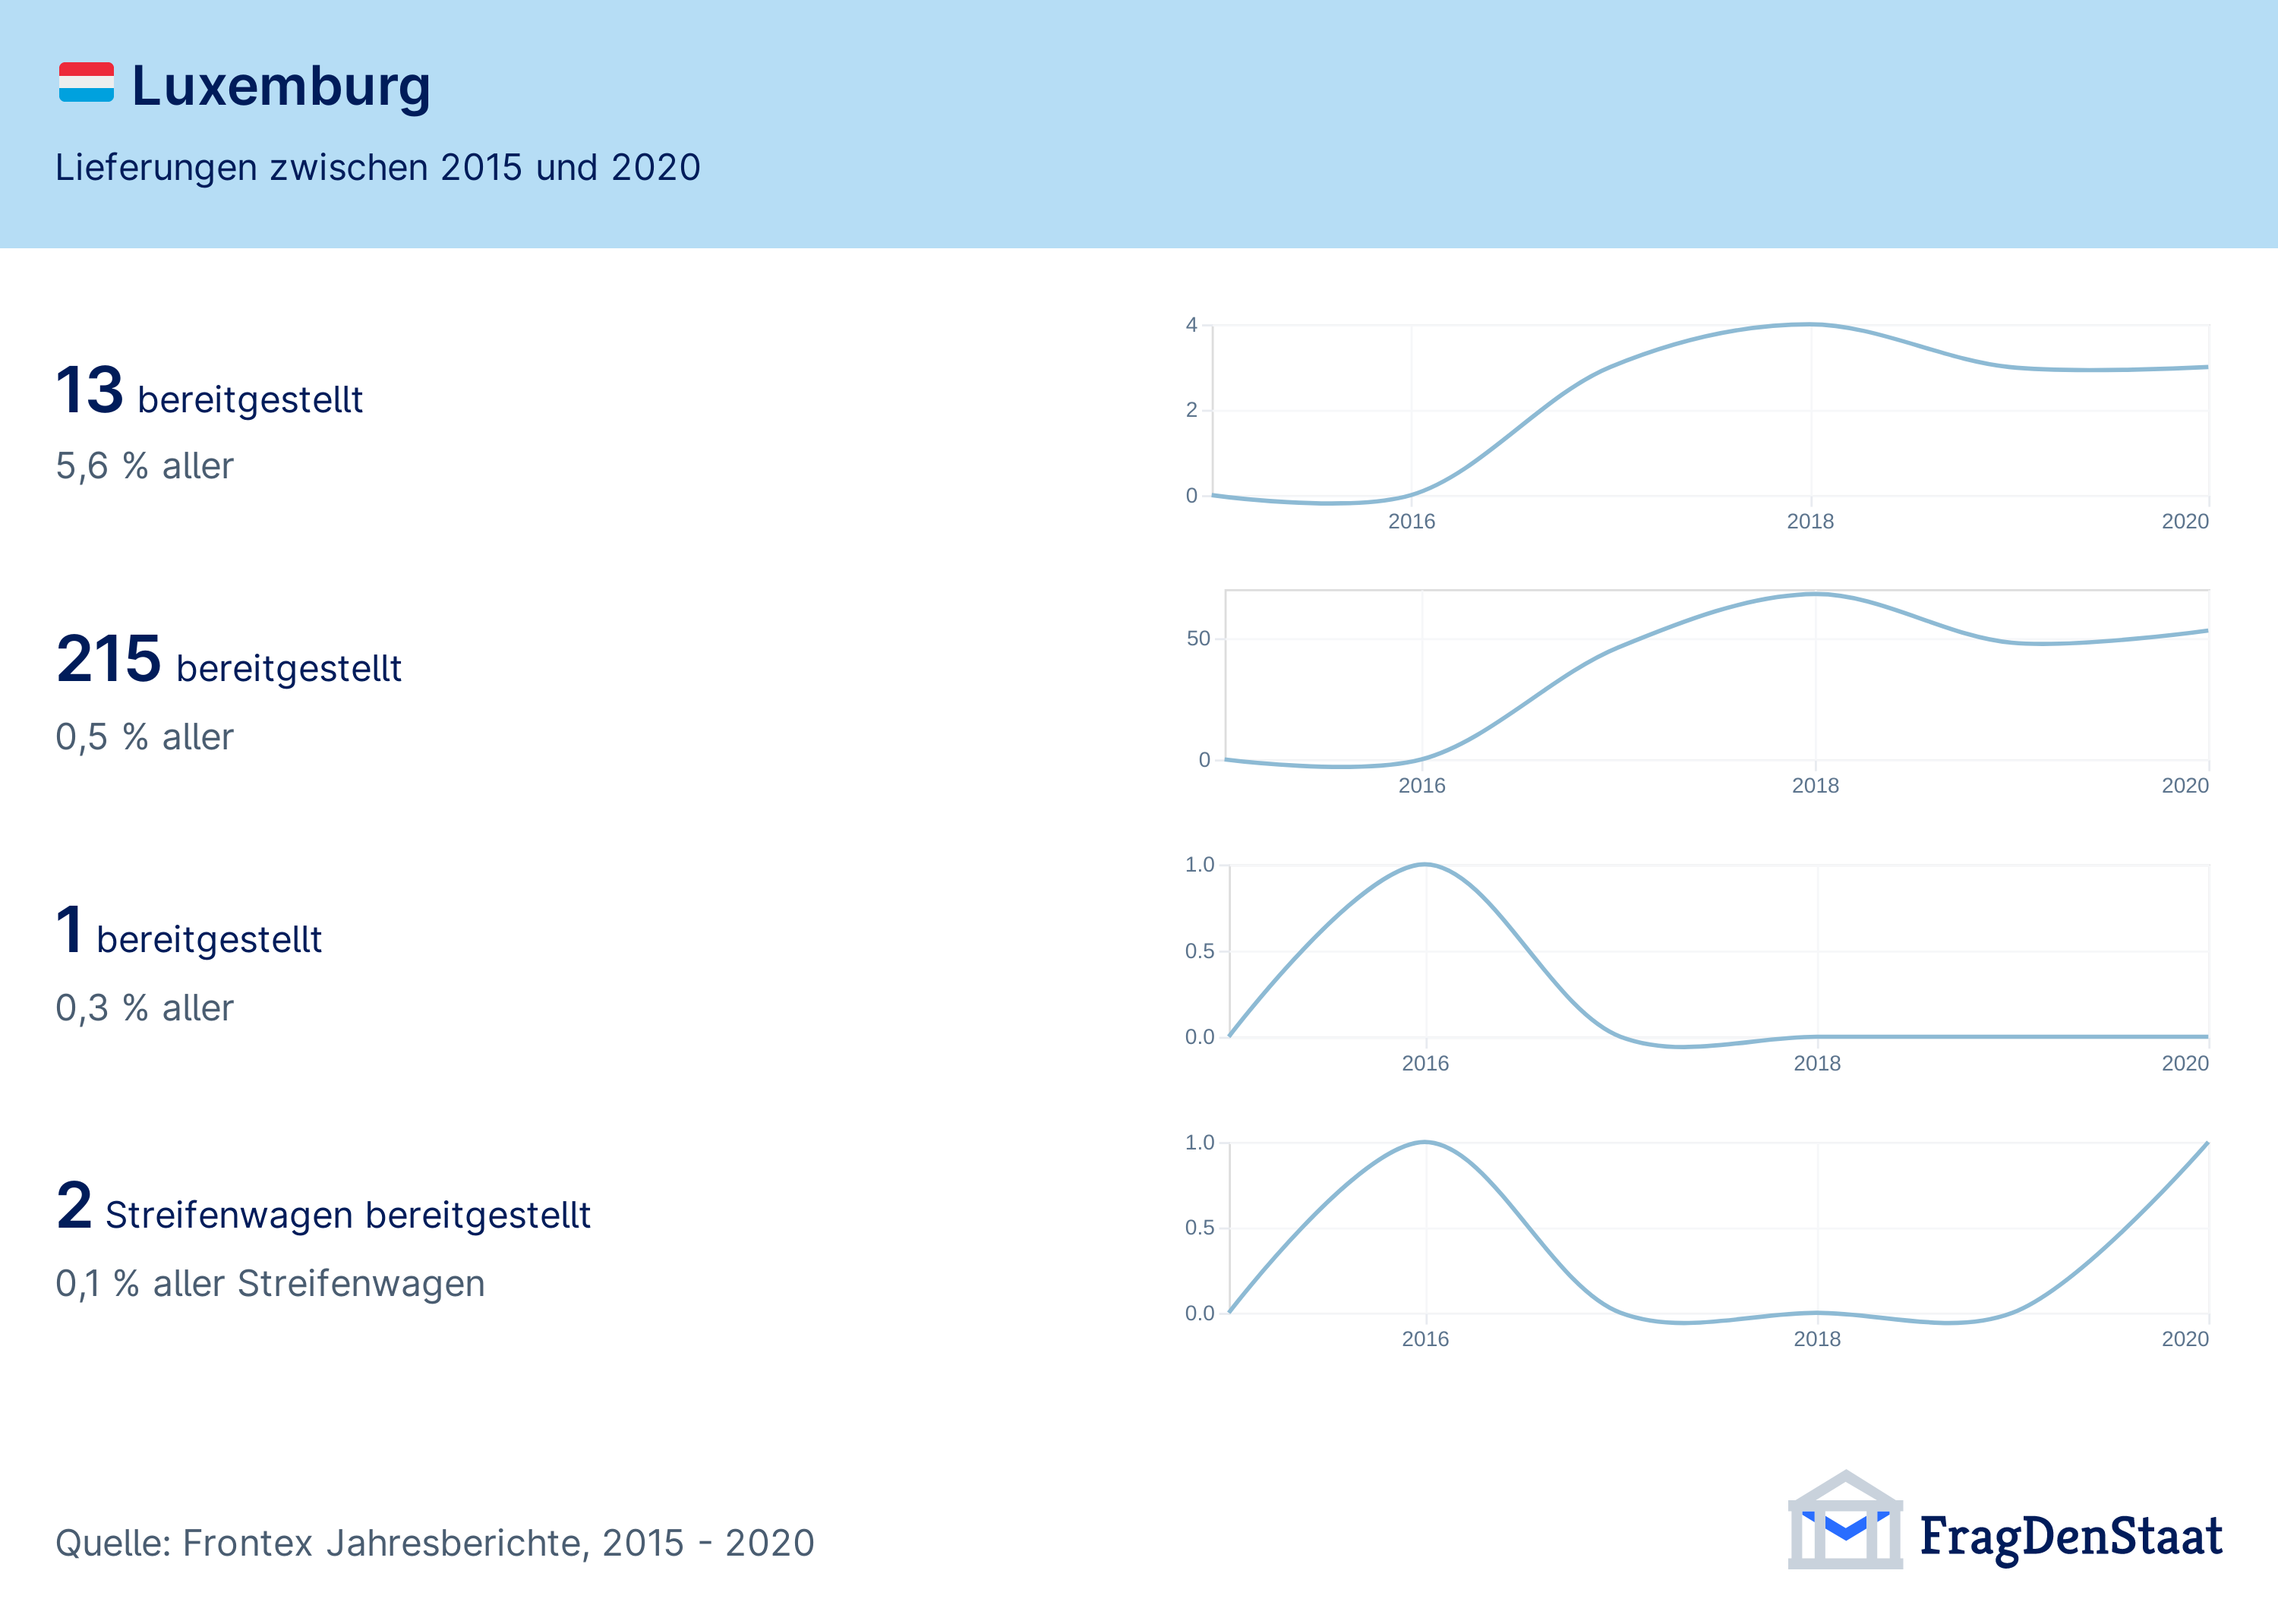 Luxemburg
Lieferungen zwischen 2015 und 2020
13 bereitgestellt
5,6 % aller
4
2
0
2016 2018 2020
215 bereitgestellt
0,5 % aller
50
0
2016 2018 2020
1 bereitgestellt
0,3 % aller
1.0
0.5
0.0
2016 2018 2020
2 Streifenwagen bereitgestellt
0,1 % aller Streifenwagen
1.0
0.5
0.0
2016 2018 2020
Quelle: Frontex Jahresberichte, 2015 - 2020
FragDenStaat